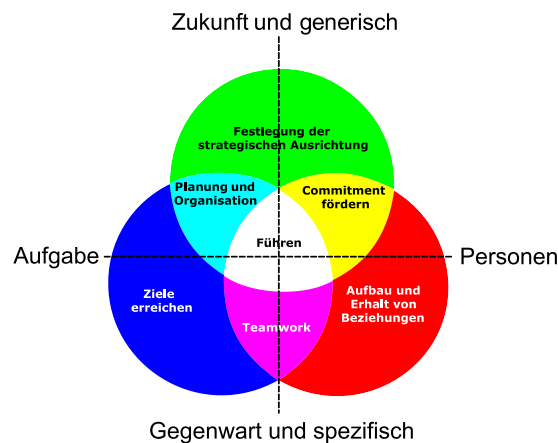 Zukunft und generisch
Festlegung der
strategischen Ausrichtung
Planung und
Organisation
Commitment
fördern
Führen
Aufgabe
Personen
Ziele
erreichen
Aufbau und
Erhalt von
Beziehungen
Teamwork
Gegenwart und spezifisch